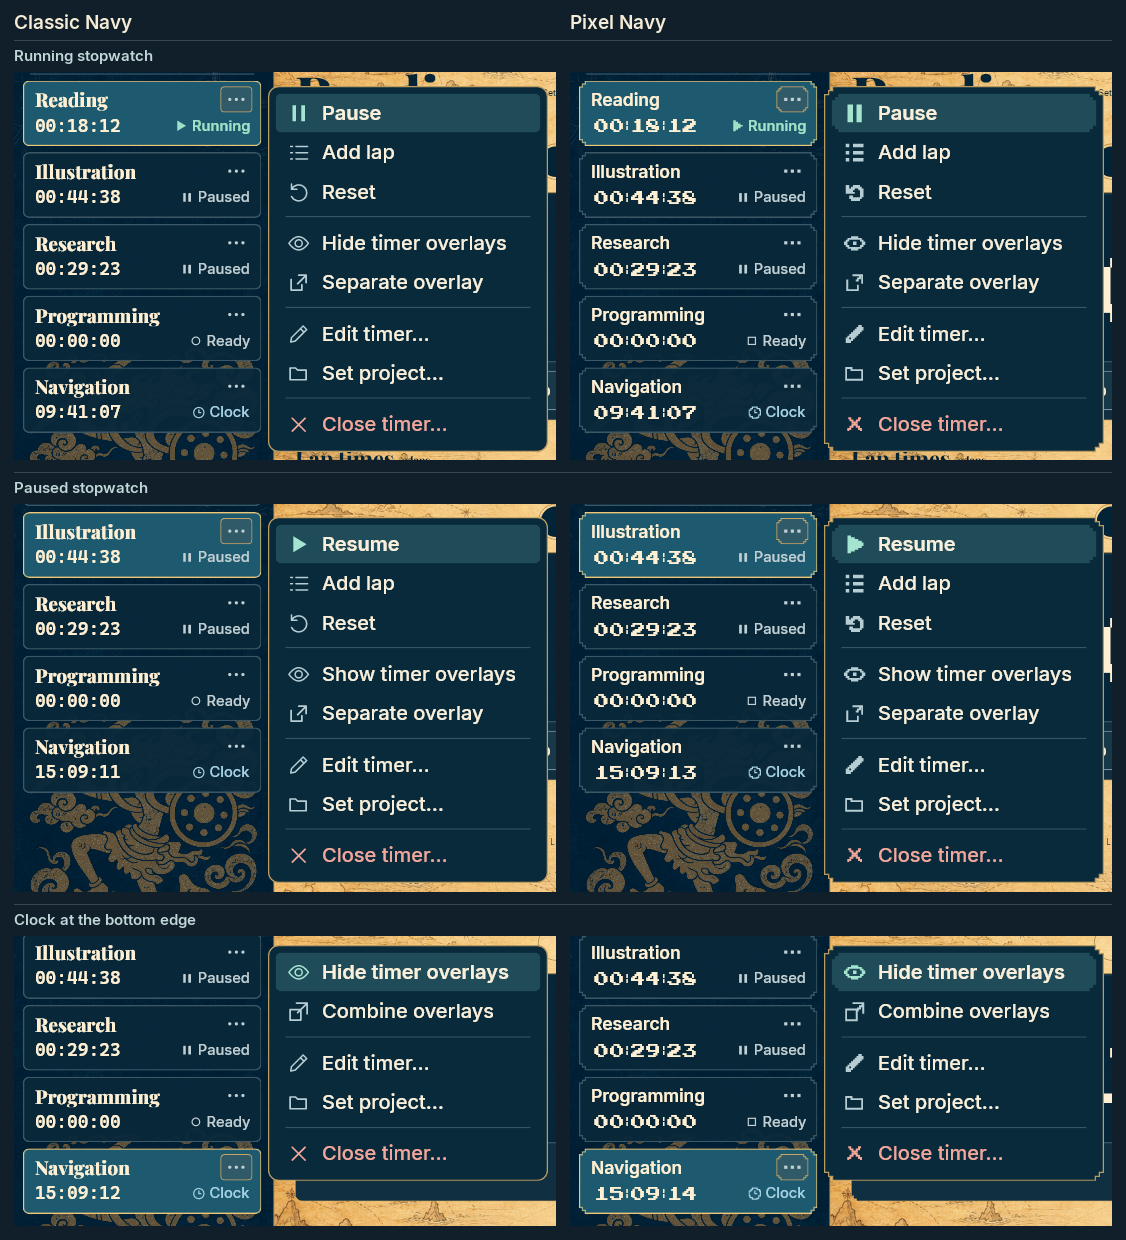 Classic Navy
Pixel Navy
Running stopwatch
Reading
00:18:12
Running
Illustration
00:44:38
Paused
Research
00:29:23
Paused
Programming
00:00:00
Ready
Navigation
09:41:07
Clock
Pause
Add lap
Reset
Hide timer overlays
Separate overlay
Edit timer...
Set project...
Close timer...
Reading
00:18:12
Running
Set
Illustration
00:44:38
Paused
Research
00:29:23
Paused
Programming
00:00:00
Ready
Navigation
09:41:07
Clock
Pause
Add lap
Reset
Hide timer overlays
Separate overlay
Edit timer...
Set project...
Close timer...
Set
Paused stopwatch
Illustration
00:44:38
Paused
Research
00:29:23
Paused
Programming
00:00:00
Ready
Navigation
15:09:11
Clock
Resume
Add lap
Reset
Show timer overlays
Separate overlay
Edit timer...
Set project...
Close timer...
Illustration
00:44:38
Paused
Research
00:29:23
Paused
Programming
00:00:00
Ready
Navigation
15:09:13
Clock
Resume
Add lap
Reset
Show timer overlays
Separate overlay
Edit timer...
Set project...
Close timer...
Clock at the bottom edge
Illustration
00:44:38
Paused
Research
00:29:23
Paused
Programming
00:00:00
Ready
Navigation
15:09:12
Clock
Hide timer overlays
Combine overlays
Edit timer...
Set project...
Close timer...
Illustration
00:44:38
Paused
Research
00:29:23
Paused
Programming
00:00:00
Ready
Navigation
15:09:14
Clock
Hide timer overlays
Combine overlays
Edit timer...
Set project...
Close timer...